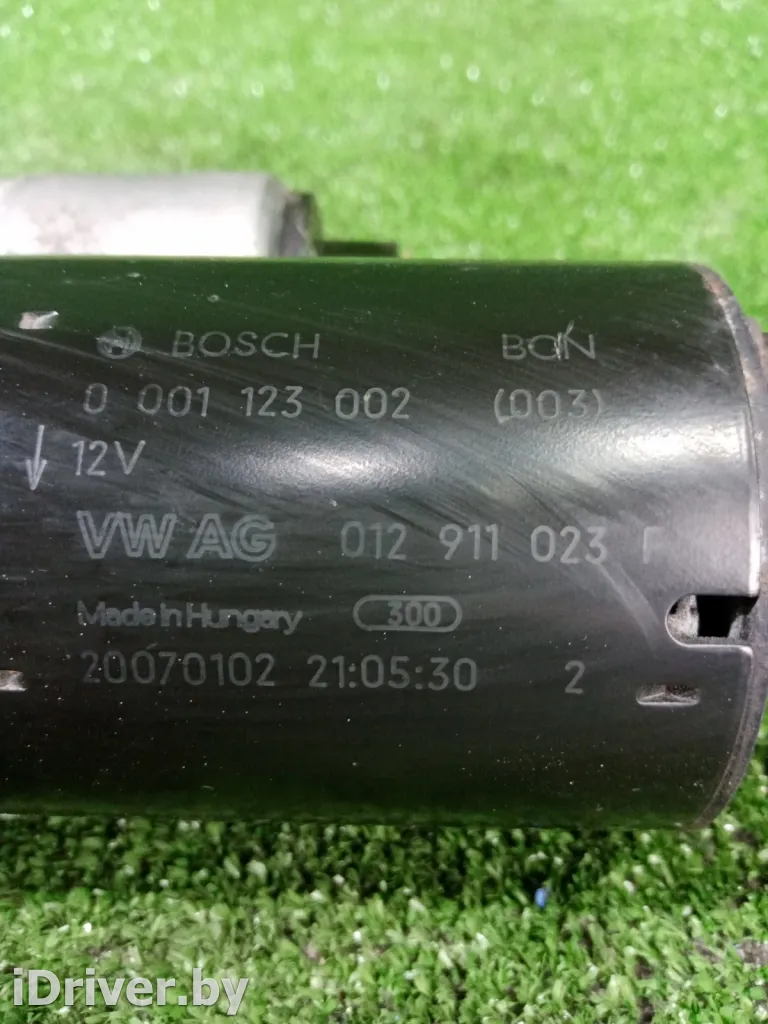 BOSCH BCN
0 001 123 002 (003)
12V
VW AG 012 911 023 F
Made in Hungary 300
20070102 21:05:30 2
iDriver.by